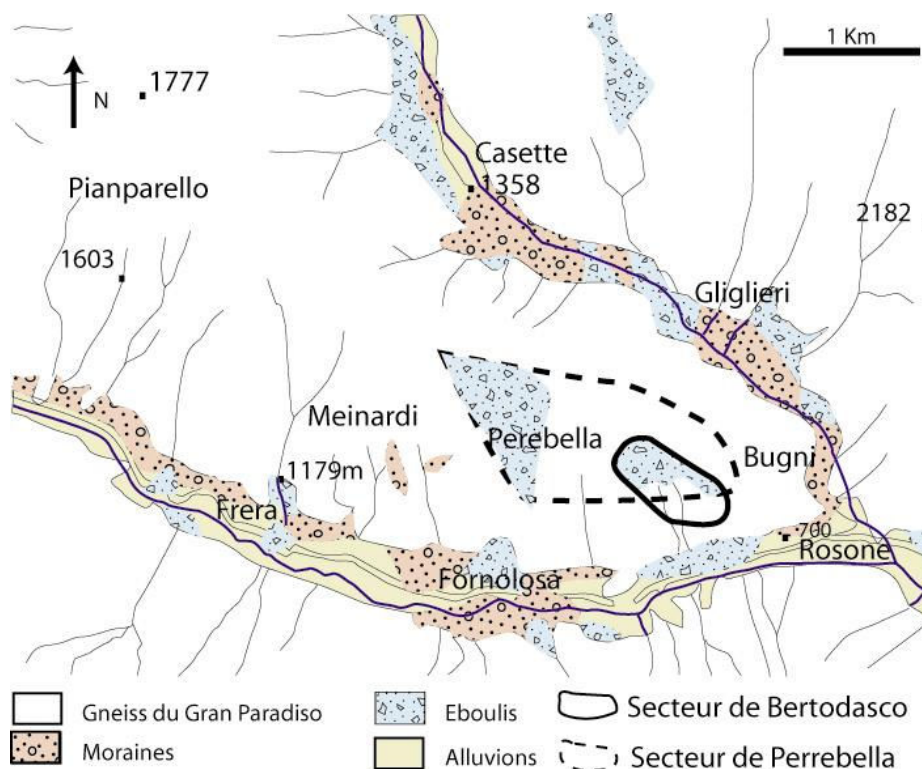 1 Km
N
1777
Casette
1358
Pianparello
2182
1603
Gliglieri
Meinardi
Perebella
Bugni
1179m
Frera
700
Rosone
Fornolosa
Gneiss du Gran Paradiso
Eboulis
Secteur de Bertodasco
Moraines
Alluvions
Secteur de Perrebella